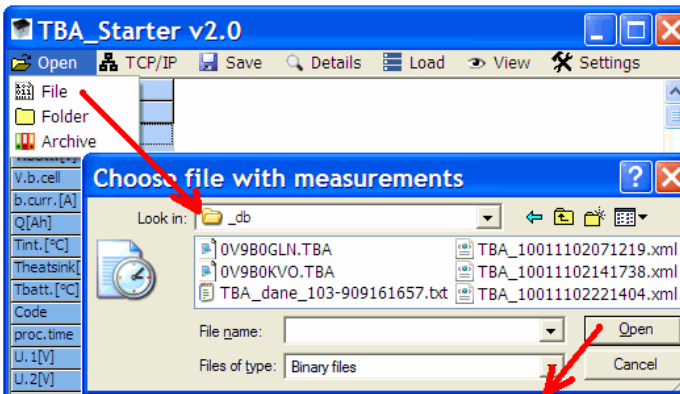 TBA_Starter v2.0
Open TCP/IP Save Details Load View Settings
File
Folder
Archive
V.b.cell
b.curr.[A]
Q[Ah]
Tint.[°C]
Theatsink[
Tbatt.[°C]
Code
proc.time
U.1[V]
U.2[V]
Choose file with measurements
Look in: _db
0V9B0GLN.TBA TBA_10011102071219.xml
0V9B0KVO.TBA TBA_10011102141738.xml
TBA_dane_103-909161657.txt TBA_10011102221404.xml
File name: Open
Files of type: Binary files Cancel